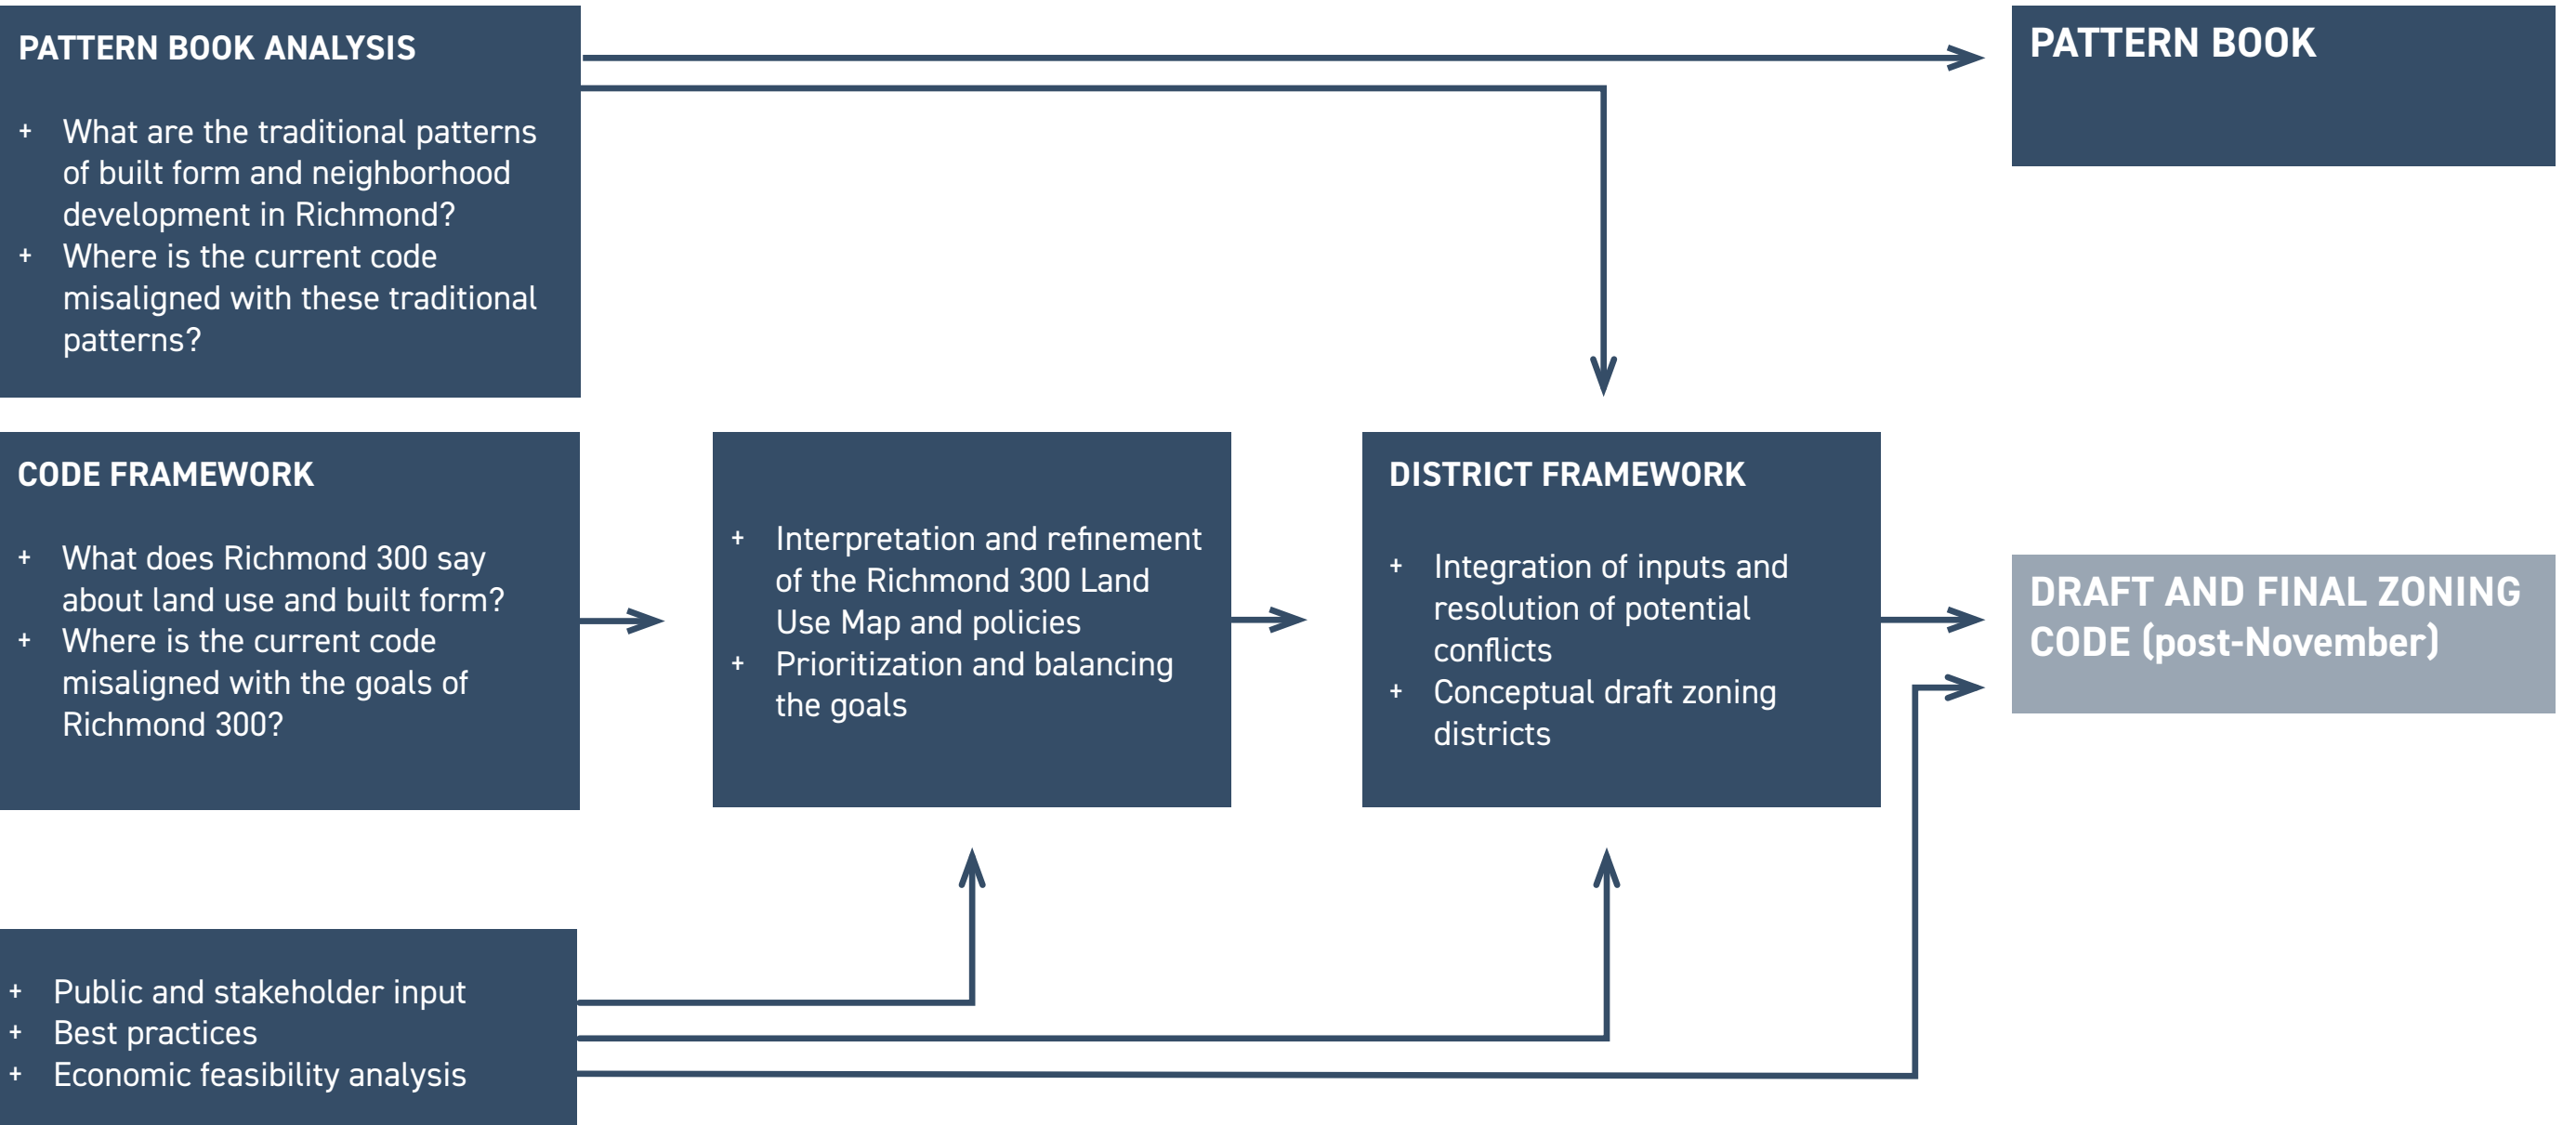 PATTERN BOOK ANALYSIS
+ What are the traditional patterns
of built form and neighborhood
development in Richmond?
+ Where is the current code
misaligned with these traditional
patterns?
PATTERN BOOK
CODE FRAMEWORK
+ What does Richmond 300 say
about land use and built form?
+ Where is the current code
misaligned with the goals of
Richmond 300?
+ Interpretation and refinement
of the Richmond 300 Land
Use Map and policies
+ Prioritization and balancing
the goals
DISTRICT FRAMEWORK
+ Integration of inputs and
resolution of potential
conflicts
+ Conceptual draft zoning
districts
DRAFT AND FINAL ZONING
CODE (post-November)
+ Public and stakeholder input
+ Best practices
+ Economic feasibility analysis